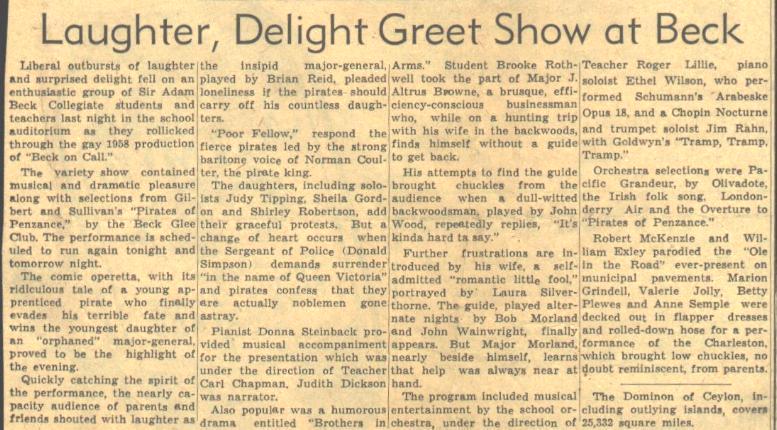 Laughter, Delight Greet Show at Beck
Liberal outbursts of laughter
and surprised delight fell on an
enthusiastic group of Sir Adam
Beck Collegiate students and
teachers last night in the school
auditorium as they rollicked
through the gay 1958 production
of "Beck on Call."
The variety show contained
musical and dramatic pleasure
along with selections from Gil-
bert and Sullivan's "Pirates of
Penzance," by the Beck Glee
Club. The performance is sched-
uled to run again tonight and
tomorrow night.
The comic operetta, with its
ridiculous tale of a young ap-
prenticed pirate who finally
evades his terrible fate and
wins the youngest daughter of
an "orphaned" major-general,
proved to be the highlight of
the evening.
Quickly catching the spirit of
the performance, the nearly ca-
pacity audience of parents and
friends shouted with laughter as
the insipid major-general,
played by Brian Reid, pleaded
loneliness if the pirates should
carry off his countless daugh-
ters.
"Poor Fellow," respond the
fierce pirates led by the strong
baritone voice of Norman Coul-
ter, the pirate king.
The daughters, including solo-
ists Judy Tipping, Sheila Gord-
on and Shirley Robertson, add
their graceful protests. But a
change of heart occurs when
the Sergeant of Police (Donald
Simpson) demands surrender
"in the name of Queen Victoria"
and pirates confess that they
are actually noblemen gone
astray.
Pianist Donna Steinback pro-
vided musical accompaniment
for the presentation which was
under the direction of Teacher
Carl Chapman. Judith Dickson
was narrator.
Also popular was a humorous
drama entitled "Brothers in
Arms." Student Brooke Roth-
well took the part of Major J.
Altrus Browne, a brusque, effi-
ciency-conscious businessman
who, while on a hunting trip
with his wife in the backwoods,
finds himself without a guide
to get back.
His attempts to find the guide
brought chuckles from the
audience when a dull-witted
backwoodsman, played by John
Wood, repeatedly replies, "It's
kinda hard ta say."
Further frustrations are in-
troduced by his wife, a self-
admitted "romantic little fool,"
portrayed by Laura Silver-
thorne. The guide, played alter-
nate nights by Bob Morland
and John Wainwright, finally
appears. But Major Morland,
nearly beside himself, learns
that help was always near at
hand.
The program included musical
entertainment by the school or-
chestra, under the direction of
Teacher Roger Lillie, piano
soloist Ethel Wilson, who per-
formed Schumann's Arabeske
Opus 18, and a Chopin Nocturne
and trumpet soloist Jim Rahn,
with Goldwyn's "Tramp, Tramp,
Tramp."
Orchestra selections were Pa-
cific Grandeur, by Olivadote,
the Irish folk song, London-
derry Air and the Overture to
"Pirates of Penzance."
Robert McKenzie and Wil-
liam Exley parodied the "Ole
in the Road" ever-present on
municipal pavements. Marion
Grindell, Valerie Jolly, Betty
Plewes and Anne Semple were
decked out in flapper dresses
and rolled-down hose for a per-
formance of the Charleston,
which brought low chuckles, no
doubt reminiscent, from parents.
The Dominon of Ceylon, in-
cluding outlying islands, covers
25,332 square miles.